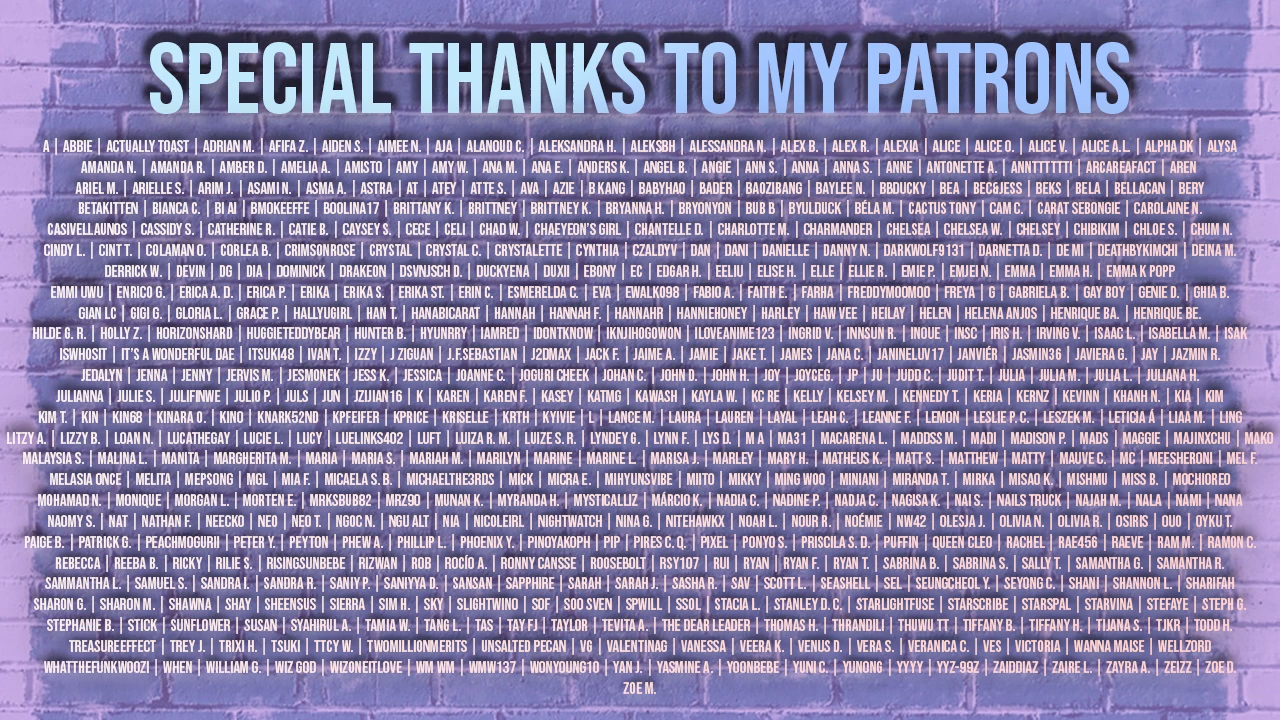 SPECIAL THANKS TO MY PATRONS
A | ABBIE | ACTUALLY TOAST | ADRIAN M. | AFIFA Z. | AIDEN S. | AIMEE N. | AJA | ALANOUD C. | ALEKSANDRA H. | ALEKSBH | ALESSANDRA N. | ALEX B. | ALEX R. | ALEXIA | ALICE | ALICE O. | ALICE V. | ALICE A.L. | ALPHA DK | ALYSA
AMANDA N. | AMANDA R. | AMBER D. | AMELIA A. | AMISTO | AMY | AMY W. | ANA M. | ANA E. | ANDERS K. | ANGEL B. | ANGIE | ANN S. | ANNA | ANNA S. | ANNE | ANTONETTE A. | ANNTTTTTTI | ARCAREAFACT | AREN
ARIEL M. | ARIELLE S. | ARIM J. | ASAMI N. | ASMA A. | ASTRA | AT | ATEY | ATTE S. | AVA | AZIE | B KANG | BABYHAO | BADER | BAOZIBANG | BAYLEE N. | BBDUCKY | BEA | BEC&JESS | BEKS | BELA | BELLACAN | BERY
BETAKITTEN | BIANCA C. | BI AI | BMOKEEFFE | BOOLINA17 | BRITTANY K. | BRITTNEY | BRITTNEY K. | BRYANNA H. | BRYONYON | BUB B | BYULDUCK | BÉLA M. | CACTUS TONY | CAM C. | CARAT SEBONGIE | CAROLAINE N.
CASIVELLAUNOS | CASSIDY S. | CATHERINE R. | CATIE B. | CAYSEY S. | CECE | CELI | CHAD W. | CHAEYEON'S GIRL | CHANTELLE D. | CHARLOTTE M. | CHARMANDER | CHELSEA | CHELSEA W. | CHELSEY | CHIBIKIM | CHLOE S. | CHUM N.
CINDY L. | CINT T. | COLAMAN O. | CORLEA B. | CRIMSONROSE | CRYSTAL | CRYSTAL C. | CRYSTALETTE | CYNTHIA | CZALDYV | DAN | DANI | DANIELLE | DANNY N. | DARKWOLF9131 | DARNETTA D. | DE MI | DEATHBYKIMCHI | DEINA M.
DERRICK W. | DEVIN | DG | DIA | DOMINICK | DRAKEON | DSVNJSCH D. | DUCKYENA | DUXII | EBONY | EC | EDGAR H. | EELIU | ELISE H. | ELLE | ELLIE R. | EMIE P. | EMJEI N. | EMMA | EMMA H. | EMMA K POPP
EMMI UWU | ENRICO G. | ERICA A. D. | ERICA P. | ERIKA | ERIKA S. | ERIKA ST. | ERIN C. | ESMERELDA C. | EVA | EWALK098 | FABIO A. | FAITH E. | FARHA | FREDDYMOOMOO | FREYA | G | GABRIELA B. | GAY BOY | GENIE D. | GHIA B.
GIAN LC | GIGI G. | GLORIA L. | GRACE P. | HALLYUGIRL | HAN T. | HANABICARAT | HANNAH | HANNAH F. | HANNAHR | HANNIEHONEY | HARLEY | HAW VEE | HEILAY | HELEN | HELENA ANJOS | HENRIQUE BA. | HENRIQUE BE.
HILDE G. R. | HOLLY Z. | HORIZONSHARD | HUGGIETEDDYBEAR | HUNTER B. | HYUNRRY | IAMRED | IDONTKNOW | IKNJIHOGOWON | ILOVEANIME123 | INGRID V. | INNSUN R. | INOUE | INSC | IRIS H. | IRVING V. | ISAAC L. | ISABELLA M. | ISAK
ISWHOSIT | IT'S A WONDERFUL DAE | ITSUKI48 | IVAN T. | IZZY | J ZIGUAN | J.F.SEBASTIAN | J2DMAX | JACK F. | JAIME A. | JAMIE | JAKE T. | JAMES | JANA C. | JANINELUV17 | JANVIÉR | JASMIN36 | JAVIERA G. | JAY | JAZMIN R.
JEDALYN | JENNA | JENNY | JERVIS M. | JESMONEK | JESS K. | JESSICA | JOANNE C. | JOGURI CHEEK | JOHAN C. | JOHN D. | JOHN H. | JOY | JOYCEG. | JP | JU | JUDD C. | JUDIT T. | JULIA | JULIA M. | JULIA L. | JULIANA H.
JULIANNA | JULIE S. | JULIFINWE | JULIO P. | JULS | JUN | JZIJIAN16 | K | KAREN | KAREN F. | KASEY | KATMG | KAWASH | KAYLA W. | KC RE | KELLY | KELSEY M. | KENNEDY T. | KERIA | KERNZ | KEVINN | KHANH N. | KIA | KIM
KIM T. | KIN | KIN68 | KINARA O. | KINO | KNARK52ND | KPFEIFER | KPRICE | KRISELLE | KRTH | KYIVIE | L | LANCE M. | LAURA | LAUREN | LAYAL | LEAH C. | LEANNE F. | LEMON | LESLIE P. C. | LESZEK M. | LETICIA Á | LIA M. | LING
LITZY A. | LIZZY B. | LOAN N. | LUCATHEGAY | LUCIE L. | LUCY | LUELINKS402 | LUFT | LUIZA R. M. | LUIZE S. R. | LYNDEY G. | LYNN F. | LYS D. | M A | MA31 | MACARENA L. | MADDSS M. | MADI | MADISON P. | MADS | MAGGIE | MAJINXCHU | MAKO
MALAYSIA S. | MALINA L. | MANITA | MARGHERITA M. | MARIA | MARIA S. | MARIAH M. | MARILYN | MARINE | MARINE L. | MARISA J. | MARLEY | MARY H. | MATHEUS K. | MATT S. | MATTHEW | MATTY | MAUVE C. | MC | MEESHERONI | MEL F.
MELASIA ONCE | MELITA | MEPSONG | MGL | MIA F. | MICAELA S. B. | MICHAELTHE3RDS | MICK | MICRA E. | MIHYUNSVIBE | MIITO | MIKKY | MING WOO | MINIANI | MIRANDA T. | MIRKA | MISAO K. | MISHMU | MISS B. | MOCHIOREO
MOHAMAD N. | MONIQUE | MORGAN L. | MORTEN E. | MRKSBUB82 | MRZ90 | MUNAN K. | MYRANDA H. | MYSTICALLIZ | MÁRCIO K. | NADIA C. | NADINE P. | NADJA C. | NAGISA K. | NAI S. | NAILS TRUCK | NAJAH M. | NALA | NAMI | NANA
NAOMY S. | NAT | NATHAN F. | NEECKO | NEO | NEO T. | NGOC N. | NGU ALT | NIA | NICOLEIRL | NIGHTWATCH | NINA G. | NITEHAWKX | NOAH L. | NOUR R. | NOÉMIE | NW42 | OLESJA J. | OLIVIA N. | OLIVIA R. | OSIRIS | OUO | OYKU T.
PAIGE B. | PATRICK G. | PEACHMOGURII | PETER Y. | PEYTON | PHEW A. | PHILLIP L. | PHOENIX Y. | PINOYAKOPH | PIP | PIRES C. Q. | PIXEL | PONYO S. | PRISCILA S. D. | PUFFIN | QUEEN CLEO | RACHEL | RAE456 | RAEVE | RAM M. | RAMON C.
REBECCA | REEBA B. | RICKY | RILIE S. | RISINGSUNBEBE | RIZWAN | ROB | ROCÍO A. | RONNY CANSSE | ROOSEBOLT | RSY107 | RUI | RYAN | RYAN F. | RYAN T. | SABRINA B. | SABRINA S. | SALLY T. | SAMANTHA G. | SAMANTHA R.
SAMMANTHA L. | SAMUEL S. | SANDRA I. | SANDRA R. | SANIY P. | SANIYYA D. | SANSAN | SAPPHIRE | SARAH | SARAH J. | SASHA R. | SAV | SCOTT L. | SEASHELL | SEL | SEUNGCHEOL Y. | SEYONG C. | SHANI | SHANNON L. | SHARIFAH
SHARON G. | SHARON M. | SHAWNA | SHAY | SHEENSUS | SIERRA | SIM H. | SKY | SLIGHTWINO | SOF | SOO SVEN | SPWILL | SSOL | STACIA L. | STANLEY D. C. | STARLIGHTFUSE | STARSCRIBE | STARSPAL | STARVINA | STEFAYE | STEPH G.
STEPHANIE B. | STICK | SUNFLOWER | SUSAN | SYAHIRUL A. | TAMIA W. | TANG L. | TAS | TAY FJ | TAYLOR | TEVITA A. | THE DEAR LEADER | THOMAS H. | THRANDILI | THUWU TT | TIFFANY B. | TIFFANY H. | TIJANA S. | TJKR | TODD H.
TREASUREEFFECT | TREY J. | TRIXI H. | TSUKI | TTCY W. | TWOMILLIONMERITS | UNSALTED PECAN | VG | VALENTINAG | VANESSA | VEERA K. | VENUS D. | VERA S. | VERANICA C. | VES | VICTORIA | WANNA MAISE | WELLZORD
WHATTHEFUNKWOOZI | WHEN | WILLIAM G. | WIZ GOD | WIZONEITLOVE | WM WM | WMW137 | WONYOUNG10 | YAN J. | YASMINE A. | YOONBEBE | YUNI C. | YUNONG | YYYY | YYZ-99Z | ZAIDDIAZ | ZAIRE L. | ZAYRA A. | ZEIZZ | ZOE D.
ZOE M.